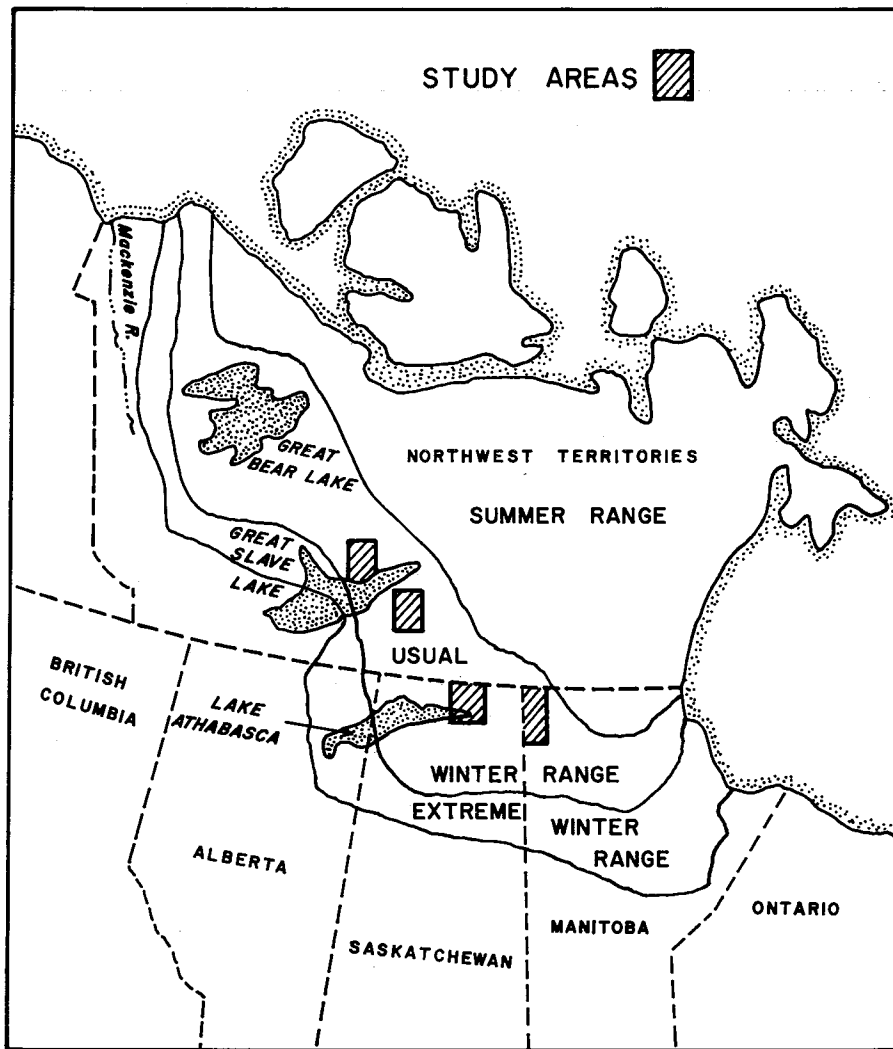 STUDY AREAS
Mackenzie R.
GREAT
BEAR LAKE
NORTHWEST TERRITORIES
SUMMER RANGE
GREAT
SLAVE
LAKE
USUAL
BRITISH
COLUMBIA
LAKE
ATHABASCA
WINTER RANGE
EXTREME WINTER
RANGE
ALBERTA
SASKATCHEWAN
MANITOBA
ONTARIO